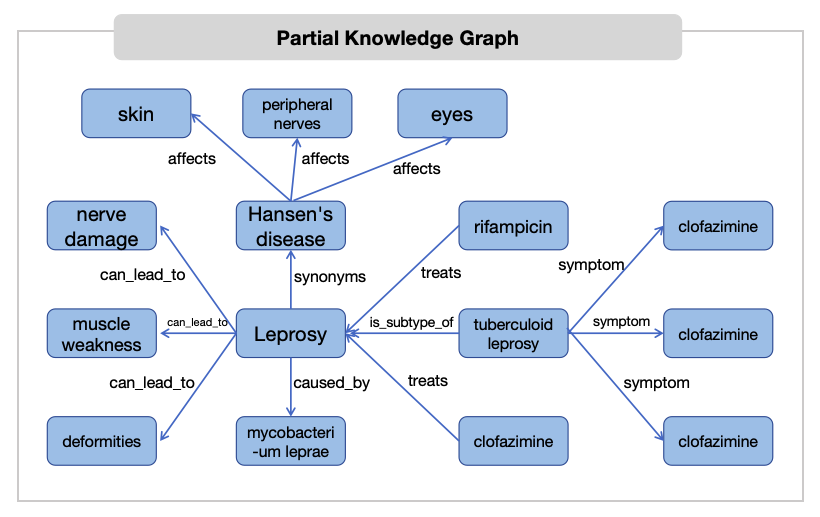 Partial Knowledge Graph
skin
peripheral
nerves
eyes
affects
affects
affects
nerve
damage
Hansen's
disease
rifampicin
clofazimine
can_lead_to
synonyms
treats
symptom
muscle
weakness
can_lead_to
Leprosy
is_subtype_of
tuberculoid
leprosy
symptom
clofazimine
can_lead_to
caused_by
treats
symptom
deformities
mycobacteri
-um leprae
clofazimine
clofazimine